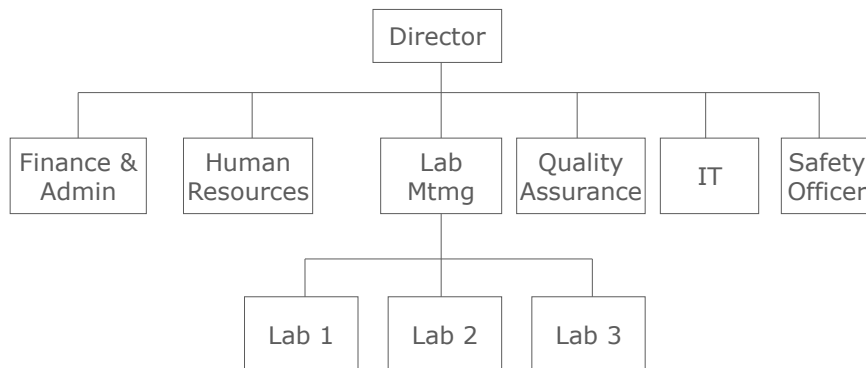 Director
Finance &
Admin
Human
Resources
Lab
Mtmg
Quality
Assurance
IT
Safety
Officer
Lab 1
Lab 2
Lab 3